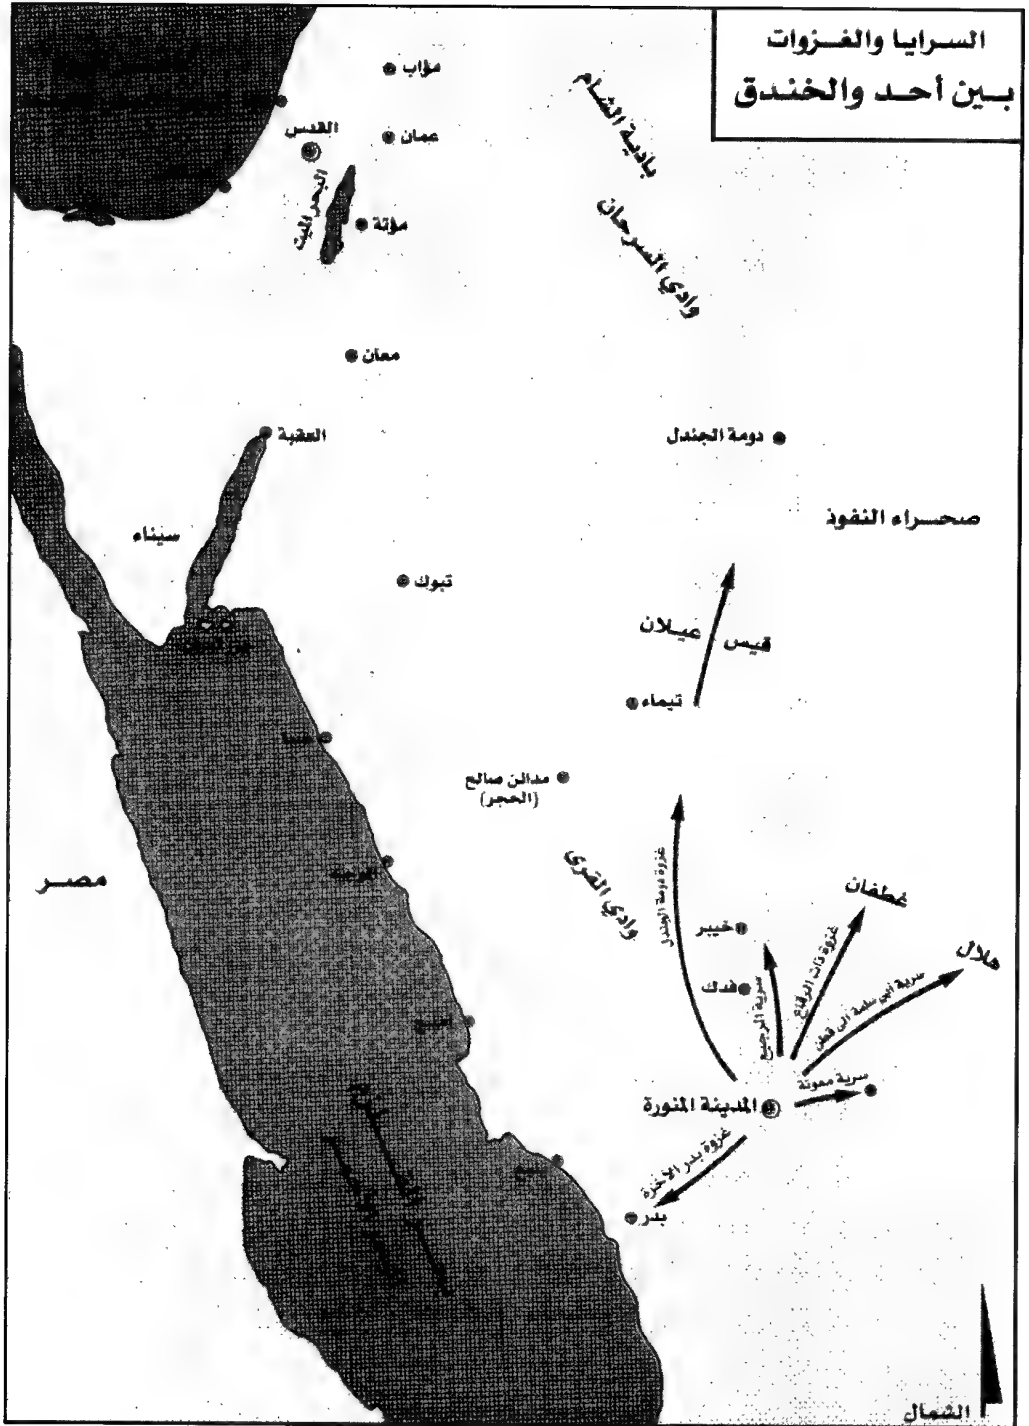 السرايا والغزوات
بين أحد والخندق
مؤاب
بادية الشام
القدس
عمان
البحر الميت
مؤتة
وادي السرحان
معان
العقبة
دومة الجندل
صحراء النفوذ
سيناء
تبوك
قيس عيلان
تيماء
مدائن صالح
(الحجر)
وادي القرى
غزوة دومة الجندل
مصر
الوجه
خيبر
غطفان
هلال
فدك
سرية الرجيع
غزوة ذات الرقاع
سرية أبي سلمة الى قطن
سرية معونة
المدينة المنورة
غزوة بدر الآخرة
بدر
الشمال